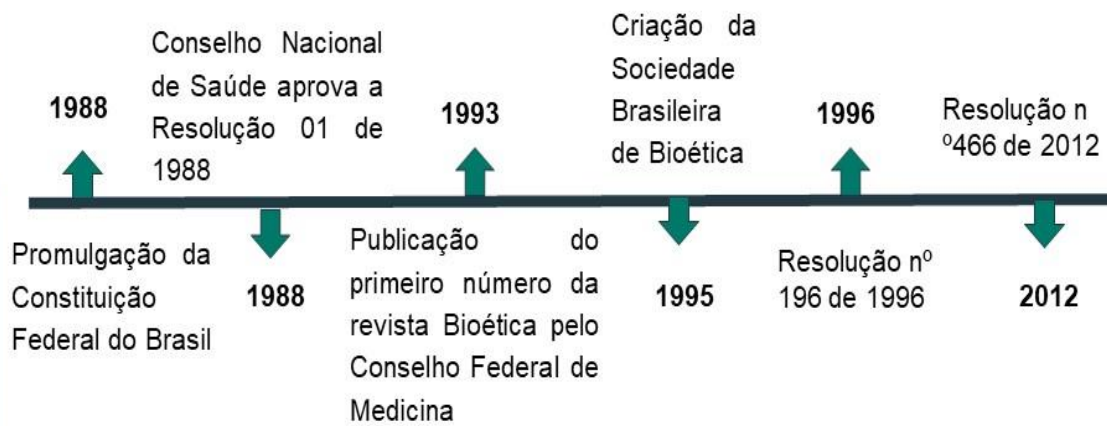 1988
Promulgação da
Constituição
Federal do Brasil
Conselho Nacional
de Saúde aprova a
Resolução 01 de
1988
1988
1993
Publicação do
primeiro número da
revista Bioética pelo
Conselho Federal de
Medicina
Criação da
Sociedade
Brasileira
de Bioética
1995
1996
Resolução nº
196 de 1996
Resolução n
º466 de 2012
2012